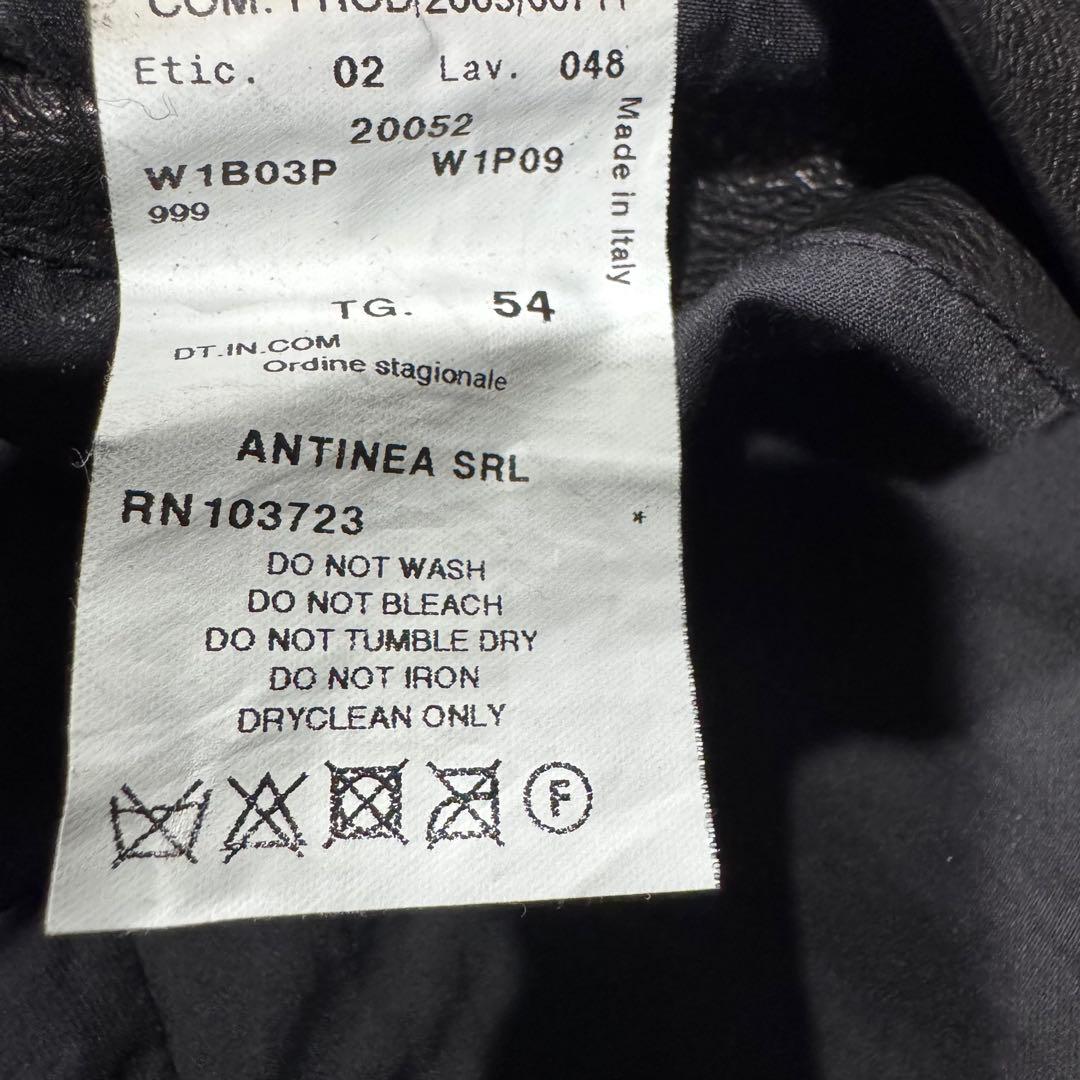 Etic. 02 Lav. 048
20052
W1B03P W1P09
999
Made in Italy
TG. 54
DT.IN.COM
Ordine stagionale
ANTINEA SRL
RN 103723 *
DO NOT WASH
DO NOT BLEACH
DO NOT TUMBLE DRY
DO NOT IRON
DRYCLEAN ONLY
F